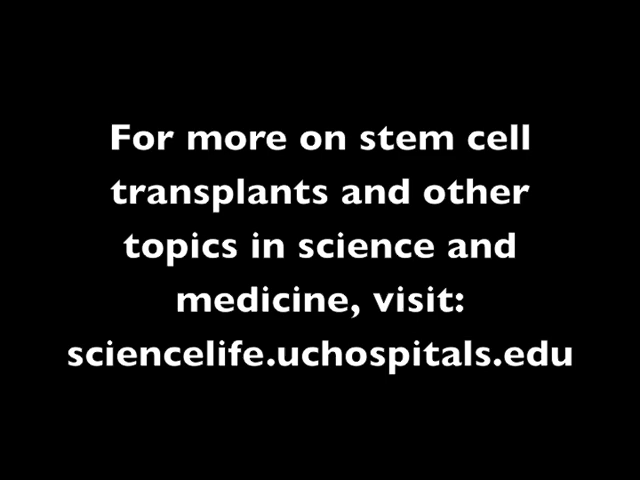 For more on stem cell
transplants and other
topics in science and
medicine, visit:
sciencelife.uchospitals.edu